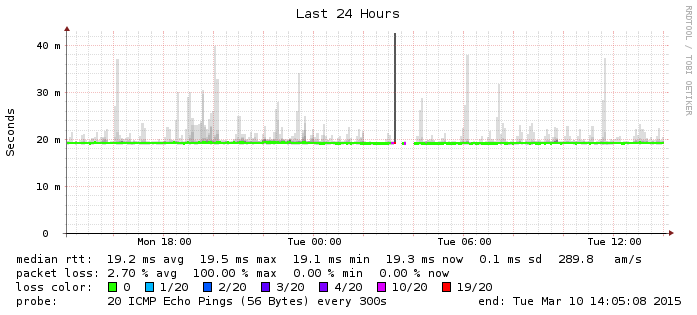 Last 24 Hours
RRDTOOL / TOBI OETIKER
Seconds
40 m
30 m
20 m
10 m
0
Mon 18:00 Tue 00:00 Tue 06:00 Tue 12:00
median rtt: 19.2 ms avg 19.5 ms max 19.1 ms min 19.3 ms now 0.1 ms sd 289.8 am/s
packet loss: 2.70 % avg 100.00 % max 0.00 % min 0.00 % now
loss color: 0 1/20 2/20 3/20 4/20 10/20 19/20
probe: 20 ICMP Echo Pings (56 Bytes) every 300s end: Tue Mar 10 14:05:08 2015